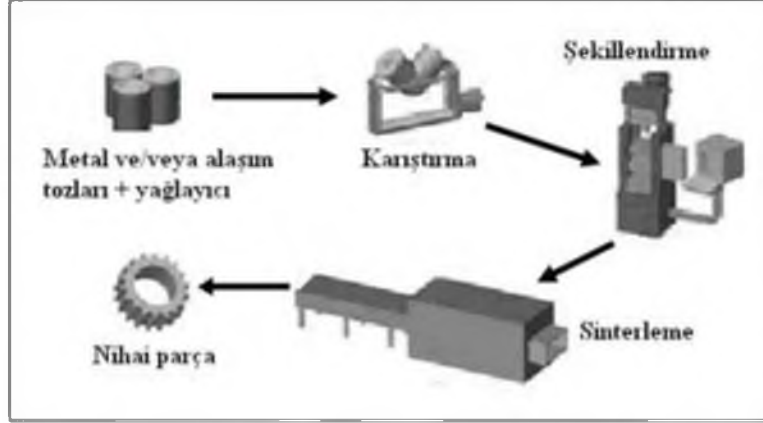 Metal ve/veya alaşım
tozları + yağlayıcı
Karıştırma
Şekillendirme
Sinterleme
Nihai parça